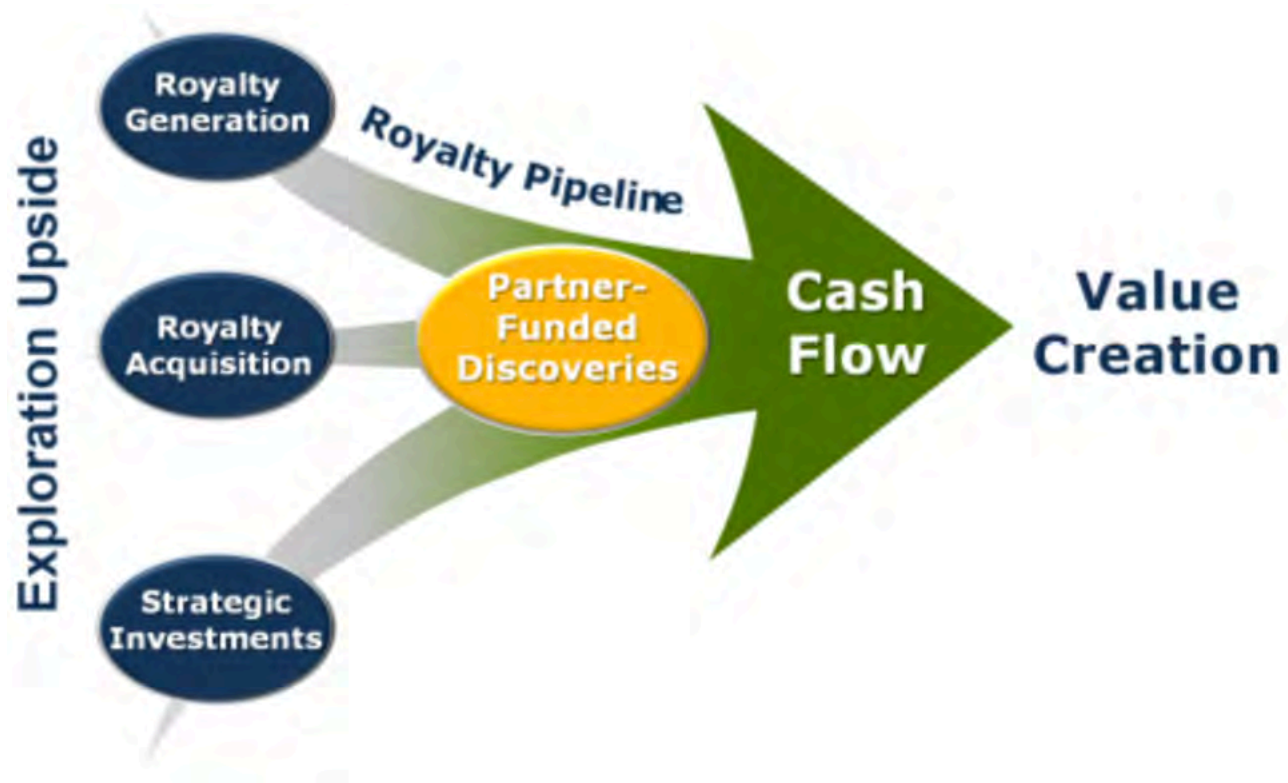 Exploration Upside
Royalty
Generation
Royalty Pipeline
Royalty
Acquisition
Partner-
Funded
Discoveries
Cash
Flow
Value
Creation
Strategic
Investments